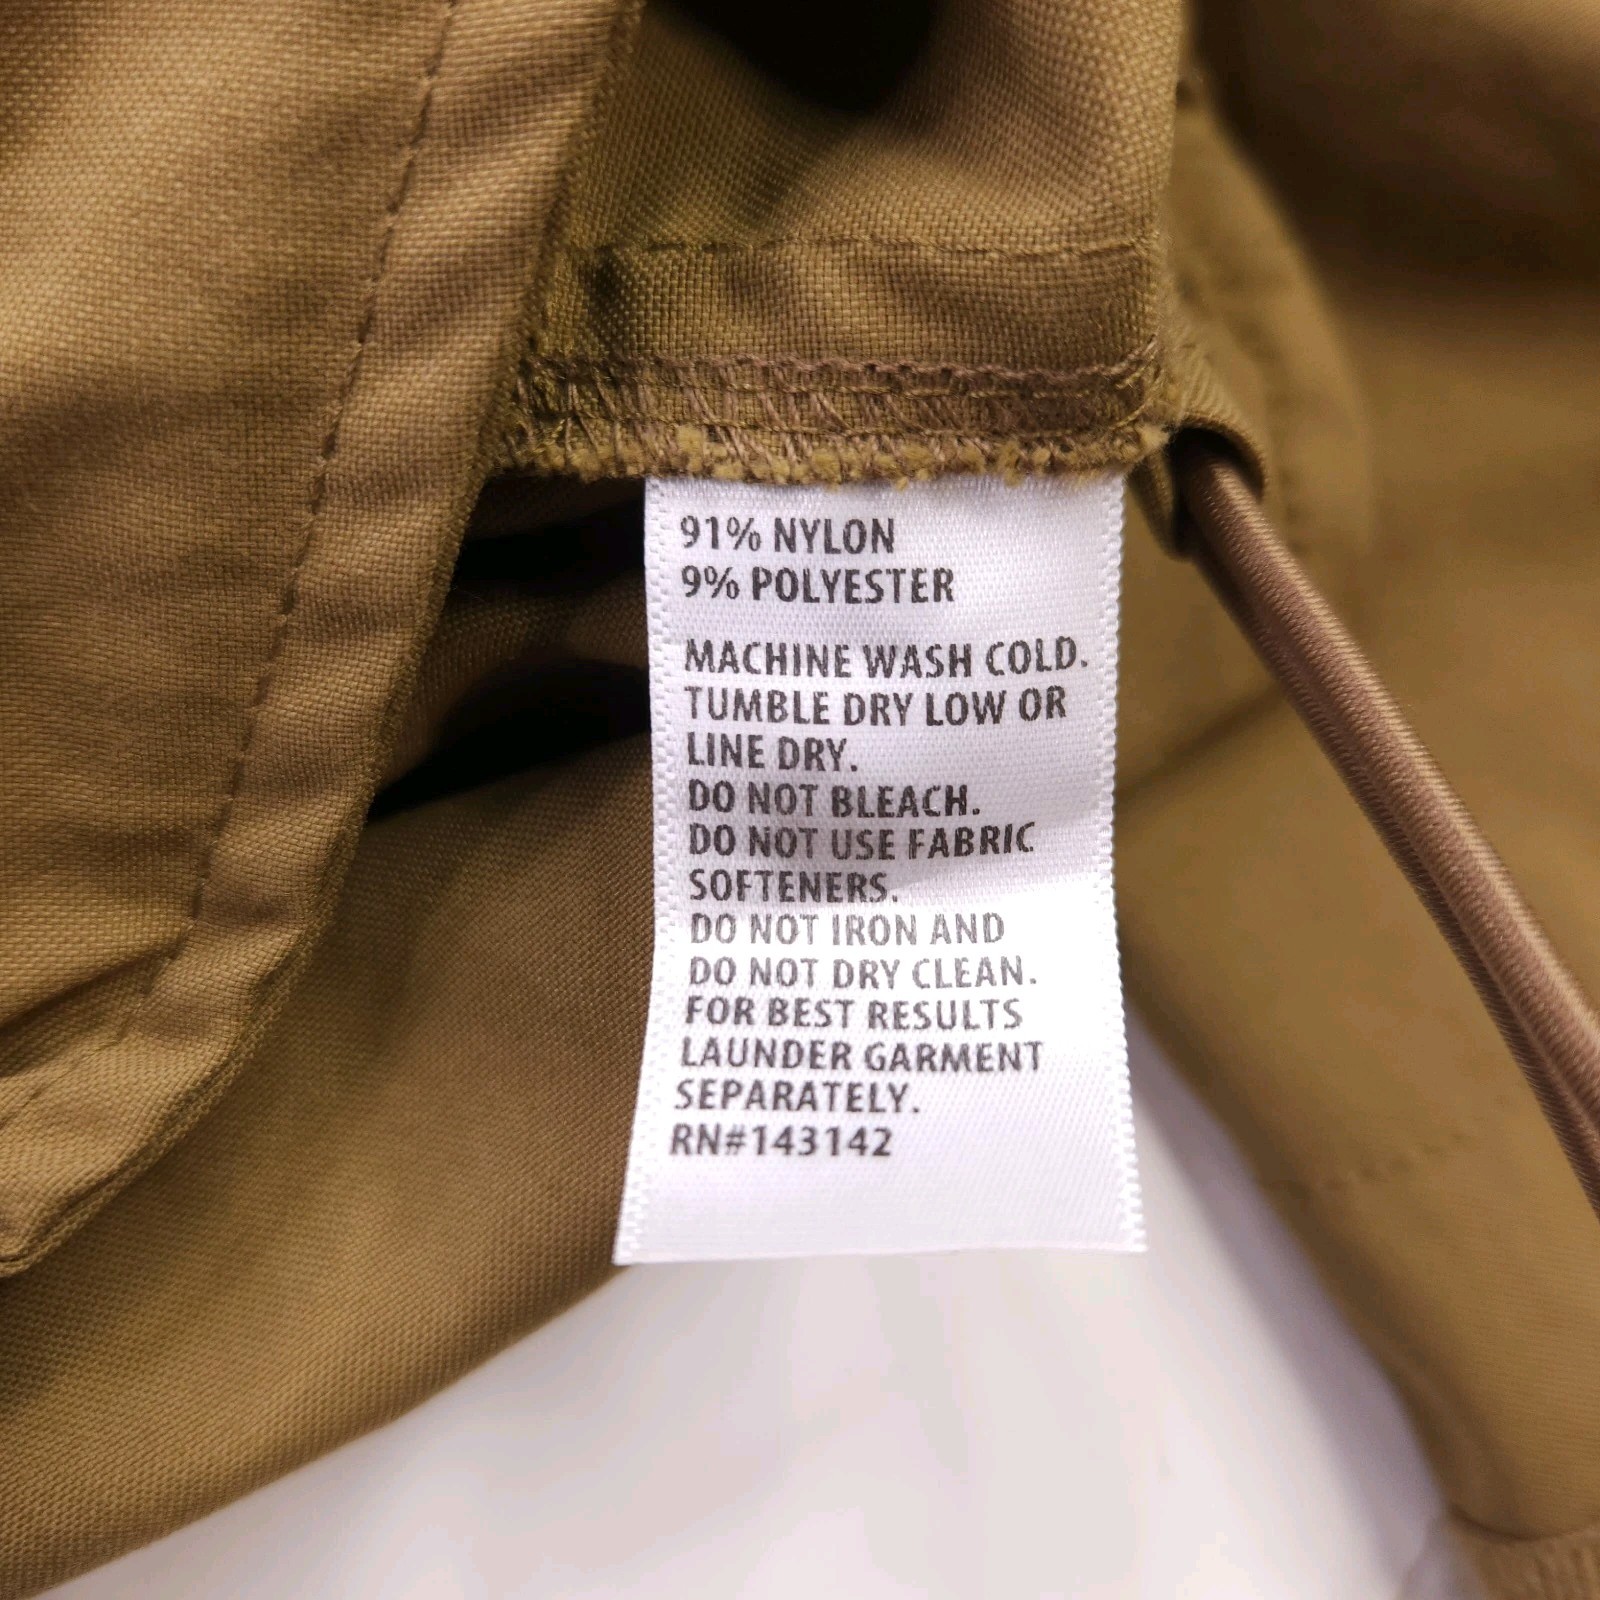 91% NYLON
9% POLYESTER
MACHINE WASH COLD.
TUMBLE DRY LOW OR
LINE DRY.
DO NOT BLEACH.
DO NOT USE FABRIC
SOFTENERS.
DO NOT IRON AND
DO NOT DRY CLEAN.
FOR BEST RESULTS
LAUNDER GARMENT
SEPARATELY.
RN#143142